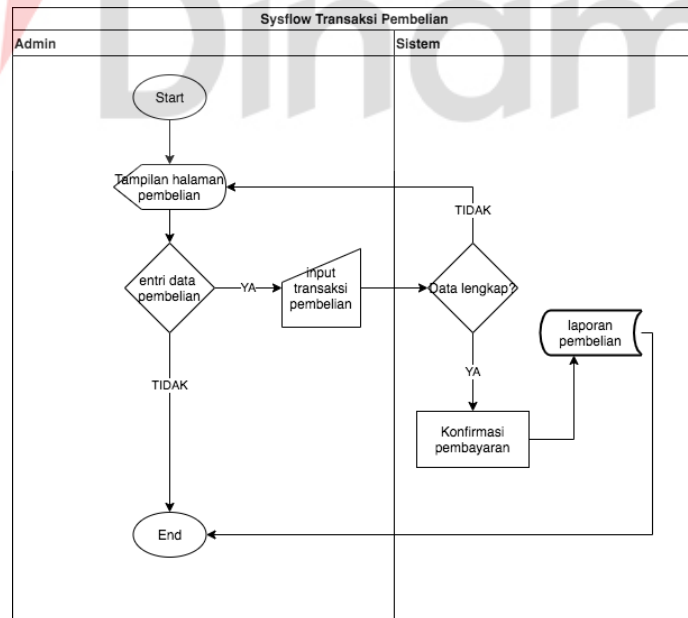 Sysflow Transaksi Pembelian
Admin
Sistem
Start
Tampilan halaman
pembelian
TIDAK
entri data
pembelian
YA
input
transaksi
pembelian
Data lengkap?
laporan
pembelian
TIDAK
YA
Konfirmasi
pembayaran
End